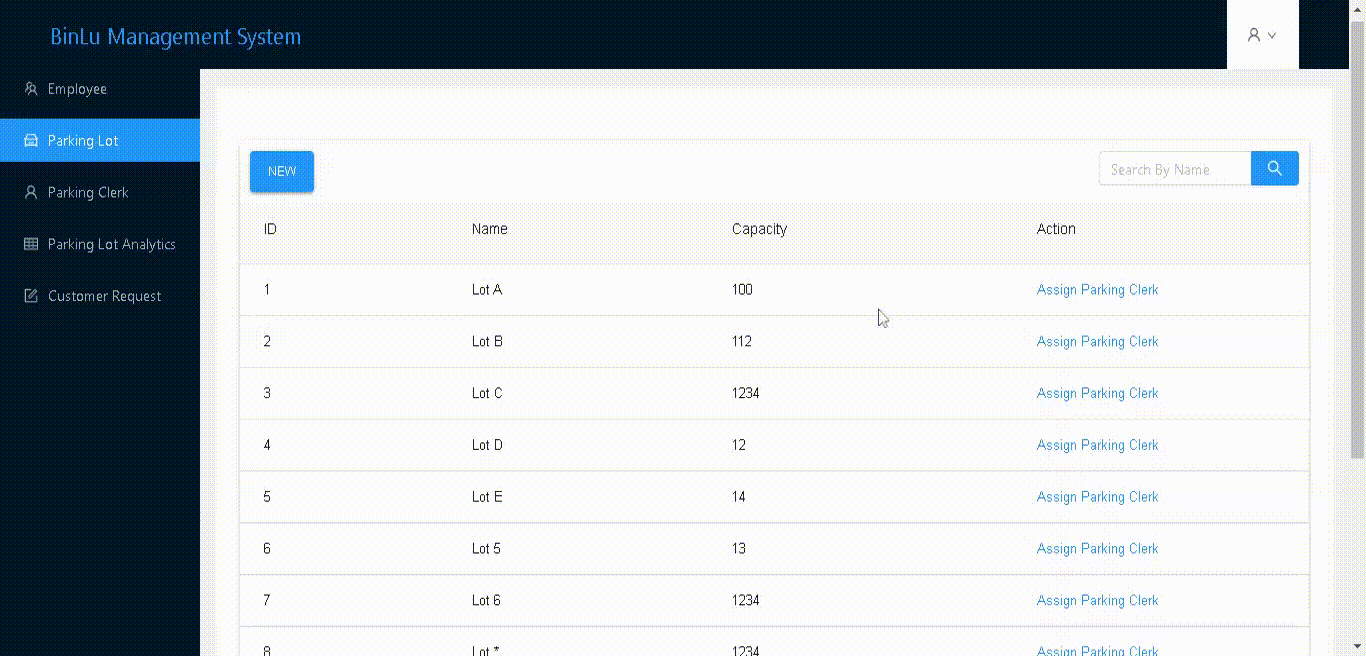 BinLu Management System
Employee
Parking Lot
Parking Clerk
Parking Lot Analytics
Customer Request
NEW
Search By Name
ID Name Capacity Action
1 Lot A 100 Assign Parking Clerk
2 Lot B 112 Assign Parking Clerk
3 Lot C 1234 Assign Parking Clerk
4 Lot D 12 Assign Parking Clerk
5 Lot E 14 Assign Parking Clerk
6 Lot 5 13 Assign Parking Clerk
7 Lot 6 1234 Assign Parking Clerk
8 Lot * 1234 Assign Parking Clerk